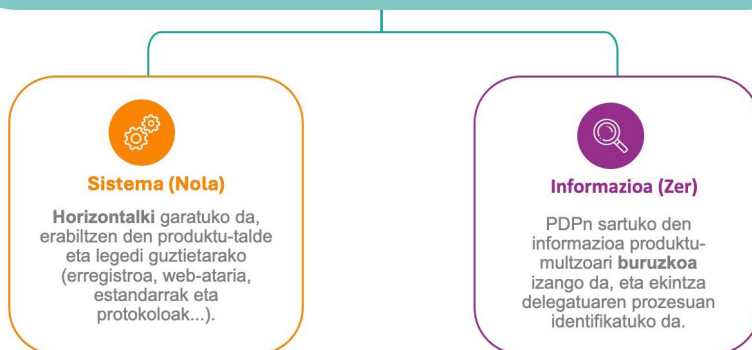 Sistema (Nola)
Horizontalki garatuko da,
erabiltzen den produktu-talde
eta legedi guztietarako
(erregistroa, web-ataria,
estandarrak eta
protokoloak...).
Informazioa (Zer)
PDPn sartuko den
informazioa produktu-
multzoari buruzkoa
izango da, eta ekintza
delegatuaren prozesuan
identifikatuko da.